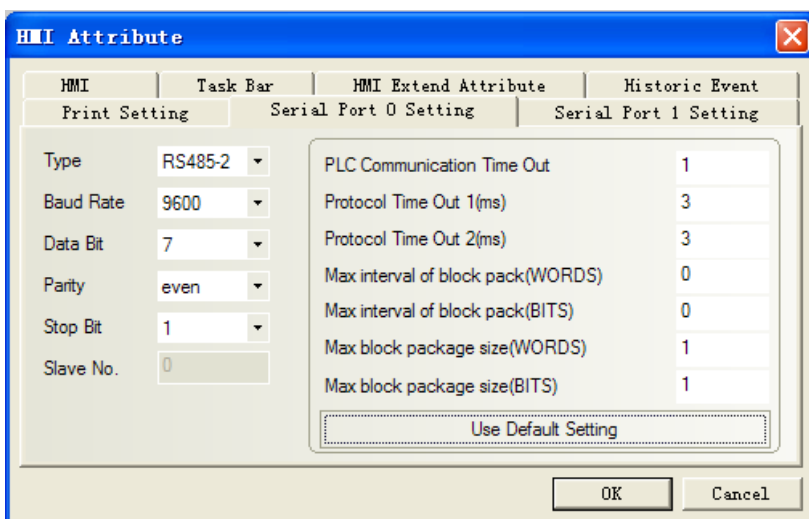 HMI Attribute
HMI Task Bar HMI Extend Attribute Historic Event
Print Setting Serial Port 0 Setting Serial Port 1 Setting
Type RS485-2
Baud Rate 9600
Data Bit 7
Parity even
Stop Bit 1
Slave No. 0
PLC Communication Time Out 1
Protocol Time Out 1(ms) 3
Protocol Time Out 2(ms) 3
Max interval of block pack(WORDS) 0
Max interval of block pack(BITS) 0
Max block package size(WORDS) 1
Max block package size(BITS) 1
Use Default Setting
OK Cancel